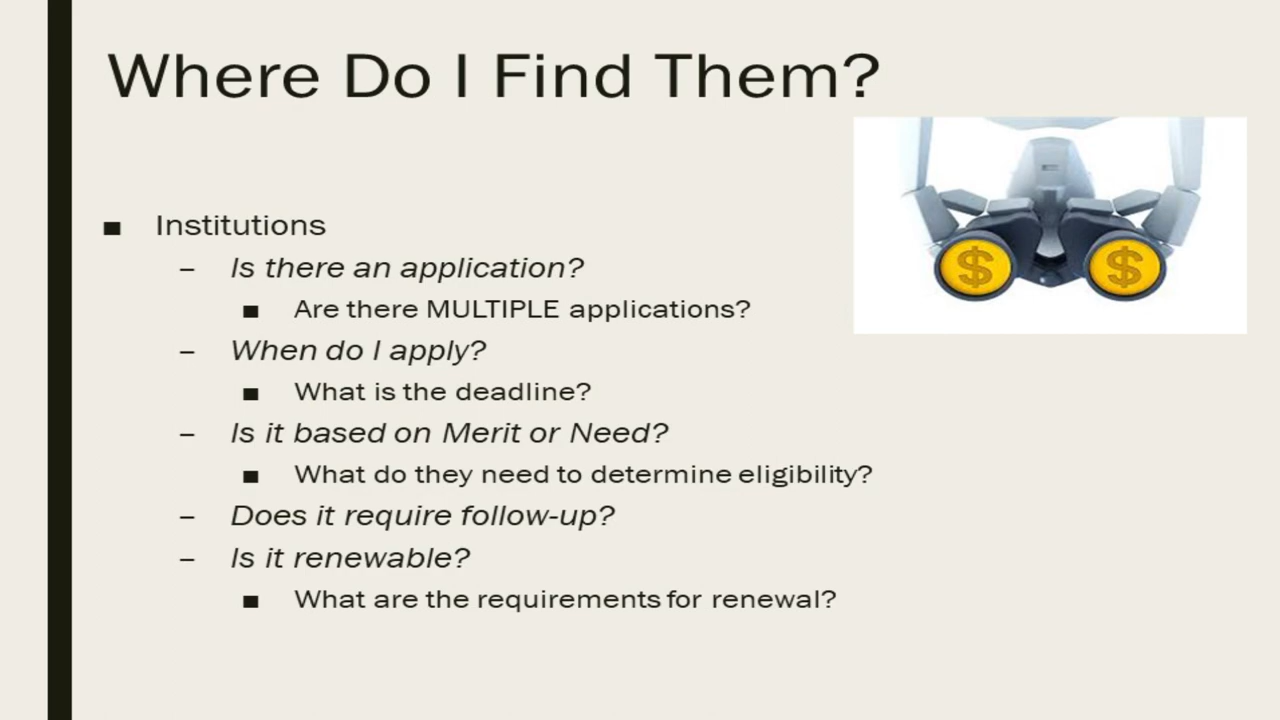 Where Do I Find Them?
■ Institutions
– Is there an application?
■ Are there MULTIPLE applications?
– When do I apply?
■ What is the deadline?
– Is it based on Merit or Need?
■ What do they need to determine eligibility?
– Does it require follow-up?
– Is it renewable?
■ What are the requirements for renewal?
$ $